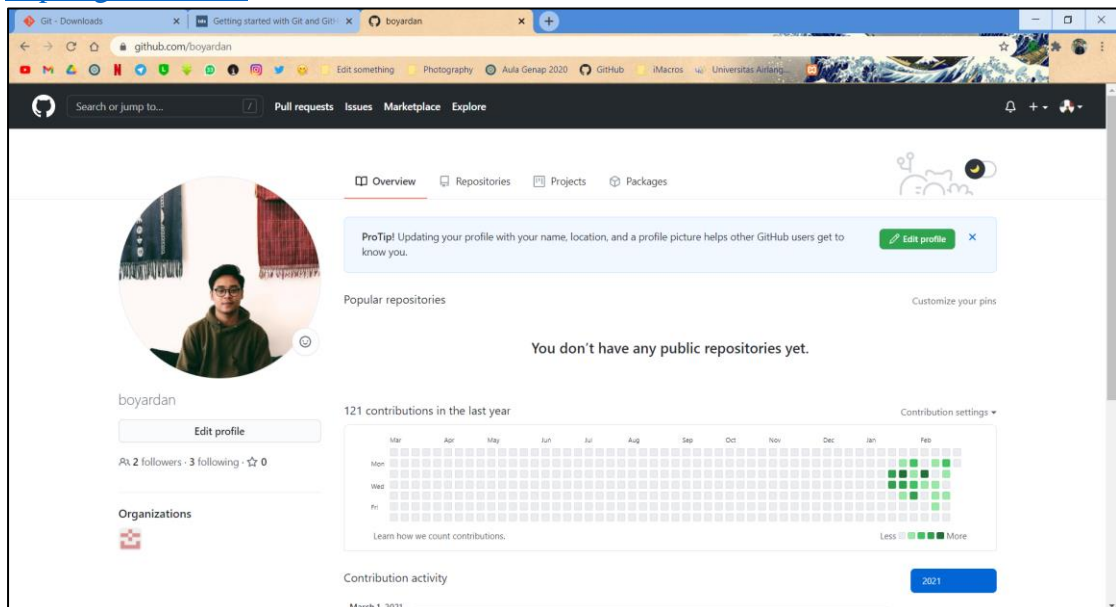 Git - Downloads
Getting started with Git and Git
boyardan
github.com/boyardan
Edit something
Photography
Aula Genap 2020
GitHub
iMacros
Universitas Airlang...
Search or jump to...
/
Pull requests Issues Marketplace Explore
Overview Repositories Projects Packages
ProTip! Updating your profile with your name, location, and a profile picture helps other GitHub users get to
know you.
Edit profile
Popular repositories
Customize your pins
You don't have any public repositories yet.
boyardan
Edit profile
2 followers · 3 following · 0
Organizations
121 contributions in the last year
Contribution settings
Mar Apr May Jun Jul Aug Sep Oct Nov Dec Jan Feb
Mon
Wed
Fri
Learn how we count contributions.
Less More
Contribution activity
2021
March 1, 2021